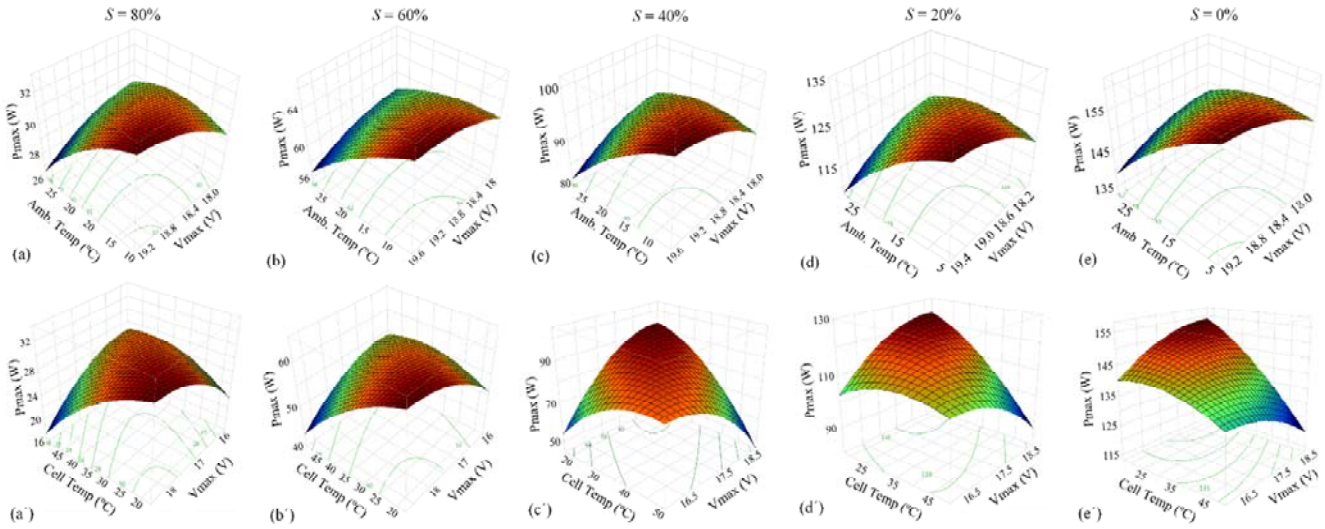 S = 80%
S = 60%
S = 40%
S = 20%
S = 0%
Pmax (W)
32
30
28
26
25
20
20
15
10
Amb. Temp (°C)
19.2
18.8
18.4
18.0
Vmax (V)
(a)
Pmax (W)
64
60
56
25
20
15
10
Amb. Temp (°C)
19.6
19.2
13.8
18.4
18
Vmax (V)
(b)
Pmax (W)
100
90
80
25
20
15
10
Amb. Temp (°C)
19.6
19.2
18.8
18.4
18.0
Vmax (V)
(c)
Pmax (W)
135
125
115
25
15
5
Amb. Temp (°C)
19.4
19.0
18.6
18.2
Vmax (V)
(d)
Pmax (W)
155
145
135
25
15
5
Amb. Temp (°C)
19.2
18.8
18.4
18.0
Vmax (V)
(e)
Pmax (W)
32
28
24
20
16
45
40
35
30
25
20
Cell Temp (°C)
18
17
16
Vmax (V)
(a´)
Pmax (W)
60
50
40
45
40
35
30
25
20
Cell Temp (°C)
18
17
16
Vmax (V)
(b´)
Pmax (W)
90
70
50
20
30
40
50
Cell Temp (°C)
16.5
17.5
18.5
Vmax (V)
(c´)
Pmax (W)
130
110
90
25
35
45
Cell Temp (°C)
16.5
17.5
18.5
Vmax (V)
(d´)
Pmax (W)
155
145
135
125
115
25
35
45
Cell Temp (°C)
16.5
17.5
18.5
Vmax (V)
(e´)